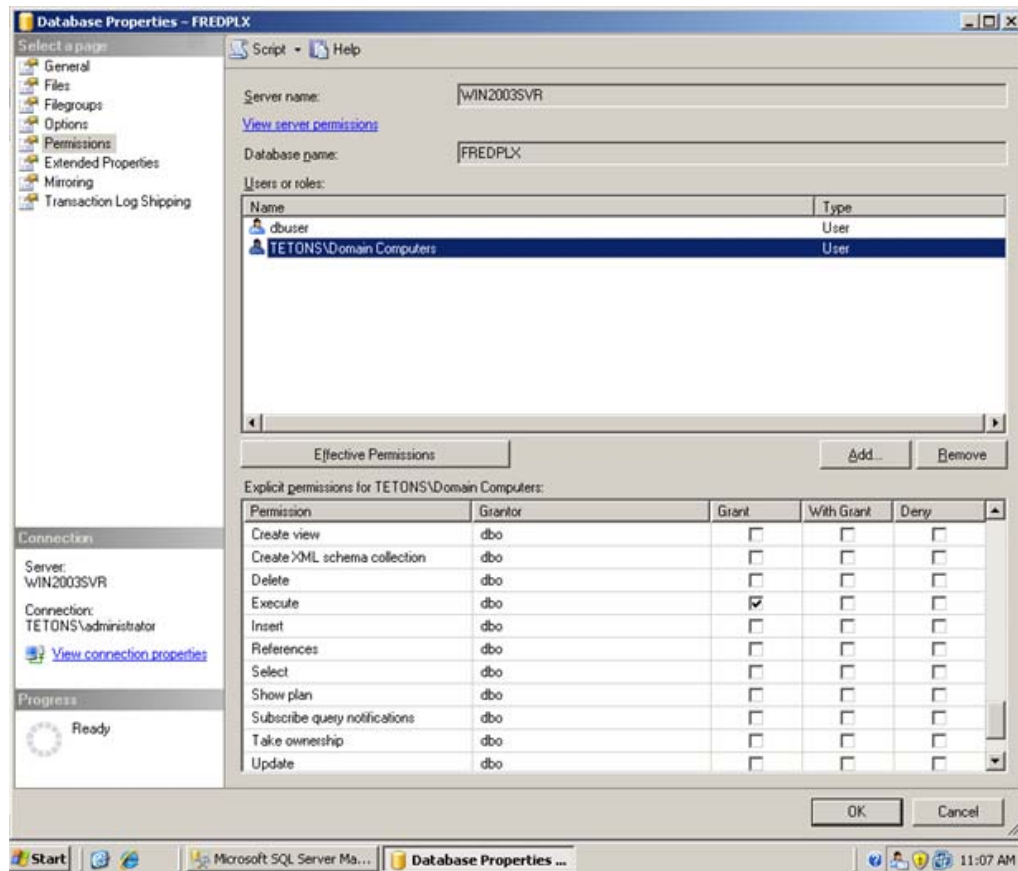 Database Properties - FREDPLX
Select a page
General
Files
Filegroups
Options
Permissions
Extended Properties
Mirroring
Transaction Log Shipping
Script Help
Server name: WIN2003SVR
View server permissions
Database name: FREDPLX
Users or roles:
Name Type
dbuser User
TETONS\Domain Computers User
Effective Permissions Add... Remove
Explicit permissions for TETONS\Domain Computers:
Permission Grantor Grant With Grant Deny
Create view dbo
Create XML schema collection dbo
Delete dbo
Execute dbo
Insert dbo
References dbo
Select dbo
Show plan dbo
Subscribe query notifications dbo
Take ownership dbo
Update dbo
Connection
Server:
WIN2003SVR
Connection:
TETONS\administrator
View connection properties
Progress
Ready
OK Cancel
Start Microsoft SQL Server Ma... Database Properties ... 11:07 AM